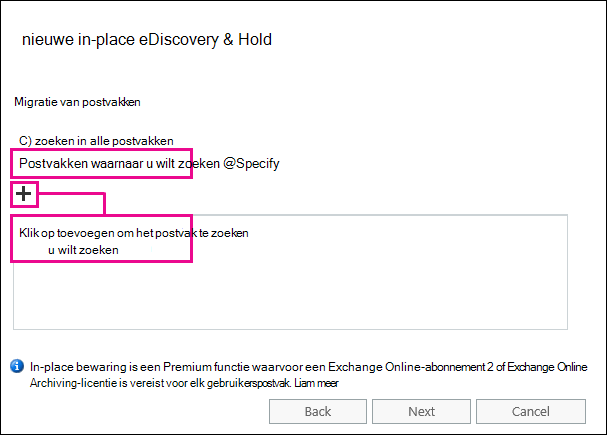 nieuwe in-place eDiscovery & Hold
Migratie van postvakken
C) zoeken in alle postvakken
Postvakken waarnaar u wilt zoeken @Specify
Klik op toevoegen om het postvak te zoeken
u wilt zoeken
In-place bewaring is een Premium functie waarvoor een Exchange Online-abonnement 2 of Exchange Online
Archiving-licentie is vereist voor elk gebruikerspostvak. Liam meer
Back Next Cancel